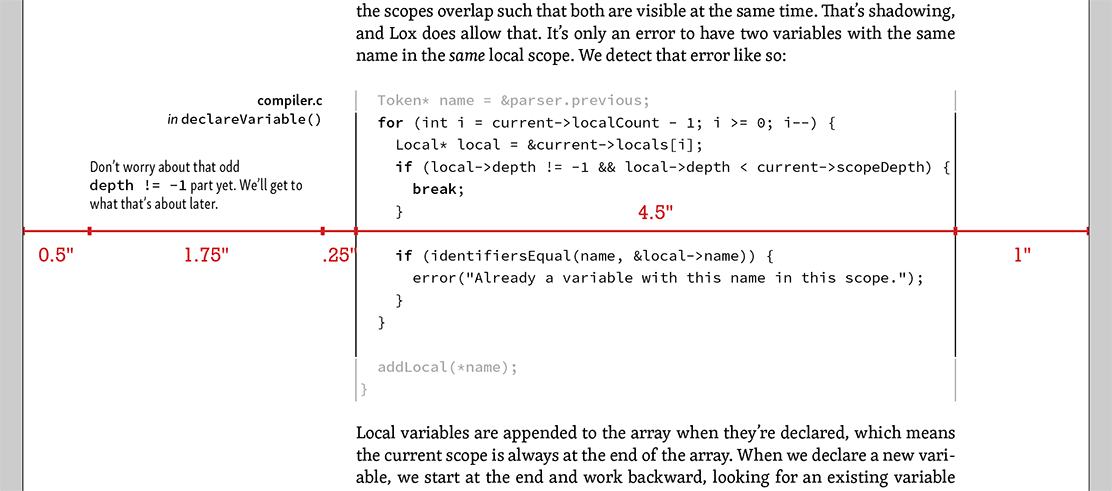 the scopes overlap such that both are visible at the same time. That’s shadowing,
and Lox does allow that. It’s only an error to have two variables with the same
name in the same local scope. We detect that error like so:
compiler.c
in declareVariable()
Don’t worry about that odd
depth != -1 part yet. We’ll get to
what that’s about later.
Token* name = &parser.previous;
for (int i = current->localCount - 1; i >= 0; i--) {
Local* local = &current->locals[i];
if (local->depth != -1 && local->depth < current->scopeDepth) {
break;
}
4.5"
0.5"
1.75"
.25"
1"
if (identifiersEqual(name, &local->name)) {
error("Already a variable with this name in this scope.");
}
}
addLocal(*name);
}
Local variables are appended to the array when they’re declared, which means
the current scope is always at the end of the array. When we declare a new vari-
able, we start at the end and work backward, looking for an existing variable